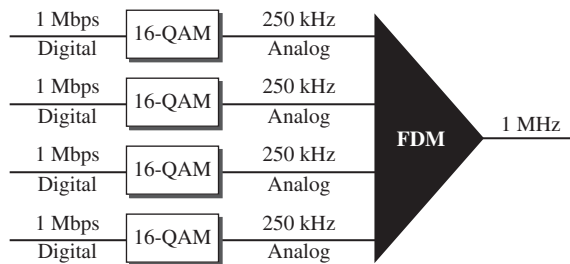 1 Mbps
Digital
16-QAM
250 kHz
Analog
1 Mbps
Digital
16-QAM
250 kHz
Analog
1 Mbps
Digital
16-QAM
250 kHz
Analog
1 Mbps
Digital
16-QAM
250 kHz
Analog
FDM
1 MHz